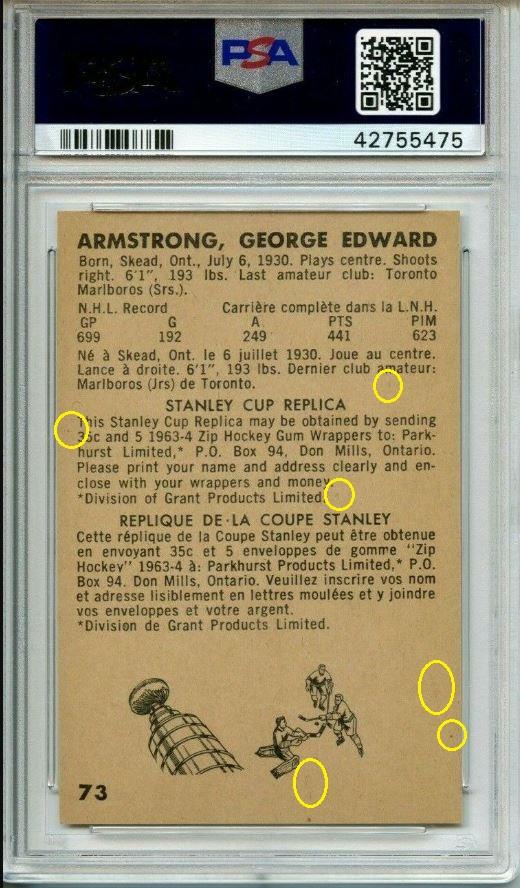 PSA
42755475
ARMSTRONG, GEORGE EDWARD
Born, Skead, Ont., July 6, 1930. Plays centre. Shoots
right. 6'1", 193 lbs. Last amateur club: Toronto
Marlboros (Srs.).
N.H.L. Record Carrière complète dans la L.N.H.
GP G A PTS PIM
699 192 249 441 623
Né à Skead, Ont. le 6 juillet 1930. Joue au centre.
Lance à droite. 6'1", 193 lbs. Dernier club amateur:
Marlboros (Jrs) de Toronto.
STANLEY CUP REPLICA
This Stanley Cup Replica may be obtained by sending
35c and 5 1963-4 Zip Hockey Gum Wrappers to: Park-
hurst Limited,* P.O. Box 94, Don Mills, Ontario.
Please print your name and address clearly and en-
close with your wrappers and money.
*Division of Grant Products Limited.
REPLIQUE DE·LA COUPE STANLEY
Cette réplique de la Coupe Stanley peut être obtenue
en envoyant 35c et 5 enveloppes de gomme "Zip
Hockey" 1963-4 à: Parkhurst Products Limited,* P.O.
Box 94. Don Mills, Ontario. Veuillez inscrire vos nom
et adresse lisiblement en lettres moulées et y joindre
vos enveloppes et votre argent.
*Division de Grant Products Limited.
73